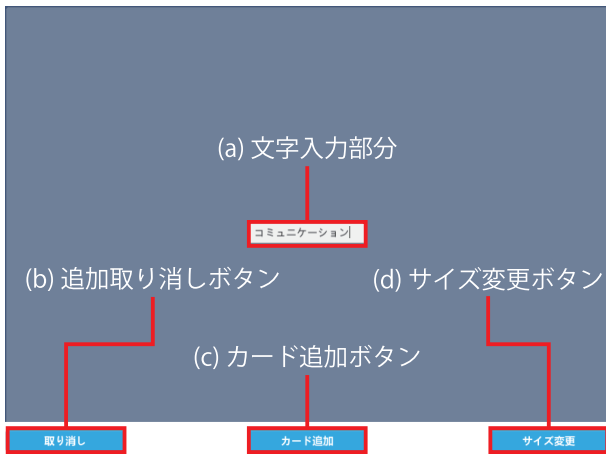 (a) 文字入力部分
コミュニケーション
(b) 追加取り消しボタン
(d) サイズ変更ボタン
(c) カード追加ボタン
取り消し
カード追加
サイズ変更